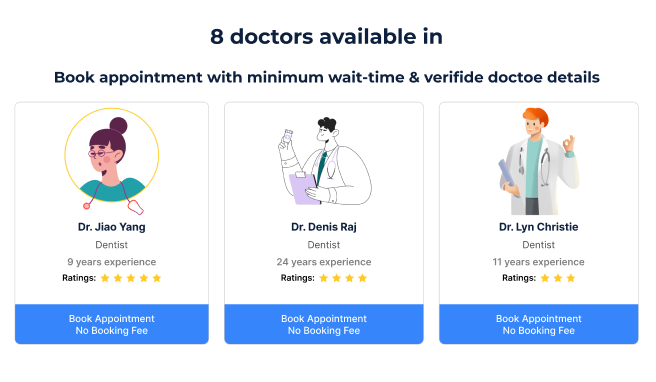 8 doctors available in
Book appointment with minimum wait-time & verifide doctoe details
Dr. Jiao Yang
Dentist
9 years experience
Ratings:
Book Appointment
No Booking Fee
Dr. Denis Raj
Dentist
24 years experience
Ratings:
Book Appointment
No Booking Fee
Dr. Lyn Christie
Dentist
11 years experience
Ratings:
Book Appointment
No Booking Fee